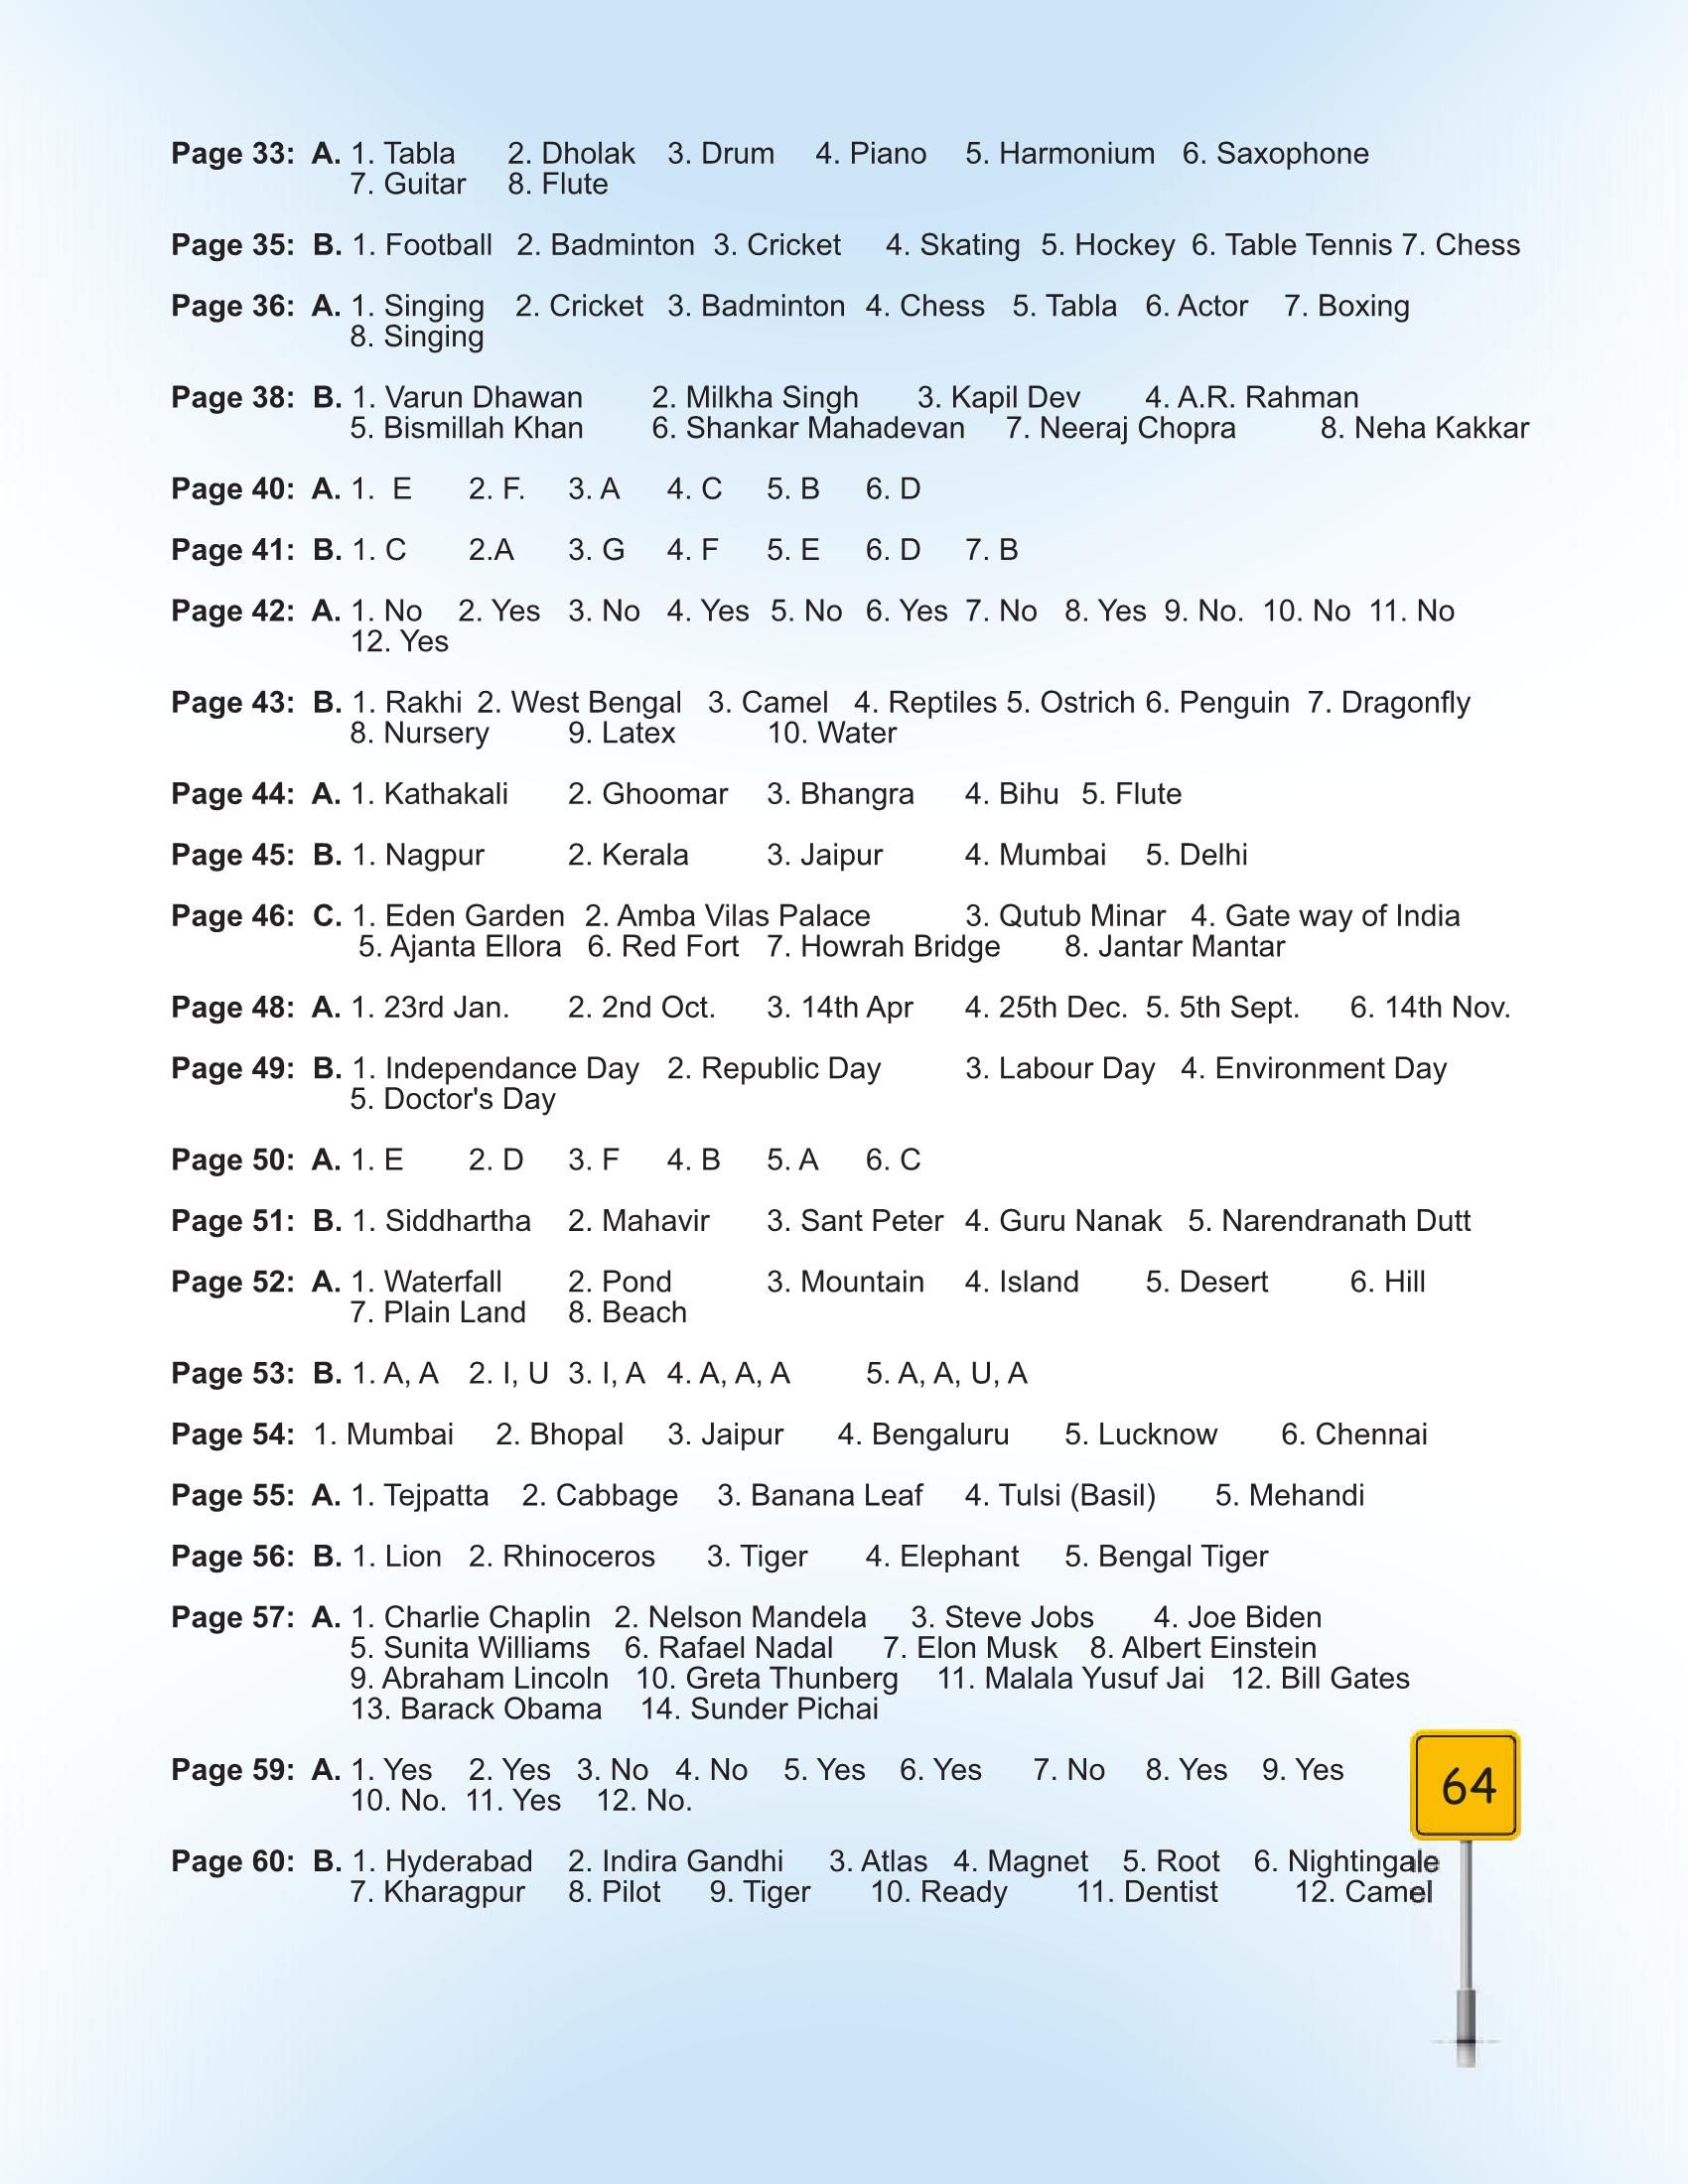 Page 33: A. 1. Tabla 2. Dholak 3. Drum 4. Piano 5. Harmonium 6. Saxophone
7. Guitar 8. Flute
Page 35: B. 1. Football 2. Badminton 3. Cricket 4. Skating 5. Hockey 6. Table Tennis 7. Chess
Page 36: A. 1. Singing 2. Cricket 3. Badminton 4. Chess 5. Tabla 6. Actor 7. Boxing
8. Singing
Page 38: B. 1. Varun Dhawan 2. Milkha Singh 3. Kapil Dev 4. A.R. Rahman
5. Bismillah Khan 6. Shankar Mahadevan 7. Neeraj Chopra 8. Neha Kakkar
Page 40: A. 1. E 2. F. 3. A 4. C 5. B 6. D
Page 41: B. 1. C 2.A 3. G 4. F 5. E 6. D 7. B
Page 42: A. 1. No 2. Yes 3. No 4. Yes 5. No 6. Yes 7. No 8. Yes 9. No. 10. No 11. No
12. Yes
Page 43: B. 1. Rakhi 2. West Bengal 3. Camel 4. Reptiles 5. Ostrich 6. Penguin 7. Dragonfly
8. Nursery 9. Latex 10. Water
Page 44: A. 1. Kathakali 2. Ghoomar 3. Bhangra 4. Bihu 5. Flute
Page 45: B. 1. Nagpur 2. Kerala 3. Jaipur 4. Mumbai 5. Delhi
Page 46: C. 1. Eden Garden 2. Amba Vilas Palace 3. Qutub Minar 4. Gate way of India
5. Ajanta Ellora 6. Red Fort 7. Howrah Bridge 8. Jantar Mantar
Page 48: A. 1. 23rd Jan. 2. 2nd Oct. 3. 14th Apr 4. 25th Dec. 5. 5th Sept. 6. 14th Nov.
Page 49: B. 1. Independance Day 2. Republic Day 3. Labour Day 4. Environment Day
5. Doctor's Day
Page 50: A. 1. E 2. D 3. F 4. B 5. A 6. C
Page 51: B. 1. Siddhartha 2. Mahavir 3. Sant Peter 4. Guru Nanak 5. Narendranath Dutt
Page 52: A. 1. Waterfall 2. Pond 3. Mountain 4. Island 5. Desert 6. Hill
7. Plain Land 8. Beach
Page 53: B. 1. A, A 2. I, U 3. I, A 4. A, A, A 5. A, A, U, A
Page 54: 1. Mumbai 2. Bhopal 3. Jaipur 4. Bengaluru 5. Lucknow 6. Chennai
Page 55: A. 1. Tejpatta 2. Cabbage 3. Banana Leaf 4. Tulsi (Basil) 5. Mehandi
Page 56: B. 1. Lion 2. Rhinoceros 3. Tiger 4. Elephant 5. Bengal Tiger
Page 57: A. 1. Charlie Chaplin 2. Nelson Mandela 3. Steve Jobs 4. Joe Biden
5. Sunita Williams 6. Rafael Nadal 7. Elon Musk 8. Albert Einstein
9. Abraham Lincoln 10. Greta Thunberg 11. Malala Yusuf Jai 12. Bill Gates
13. Barack Obama 14. Sunder Pichai
Page 59: A. 1. Yes 2. Yes 3. No 4. No 5. Yes 6. Yes 7. No 8. Yes 9. Yes
10. No. 11. Yes 12. No.
64
Page 60: B. 1. Hyderabad 2. Indira Gandhi 3. Atlas 4. Magnet 5. Root 6. Nightingale
7. Kharagpur 8. Pilot 9. Tiger 10. Ready 11. Dentist 12. Camel